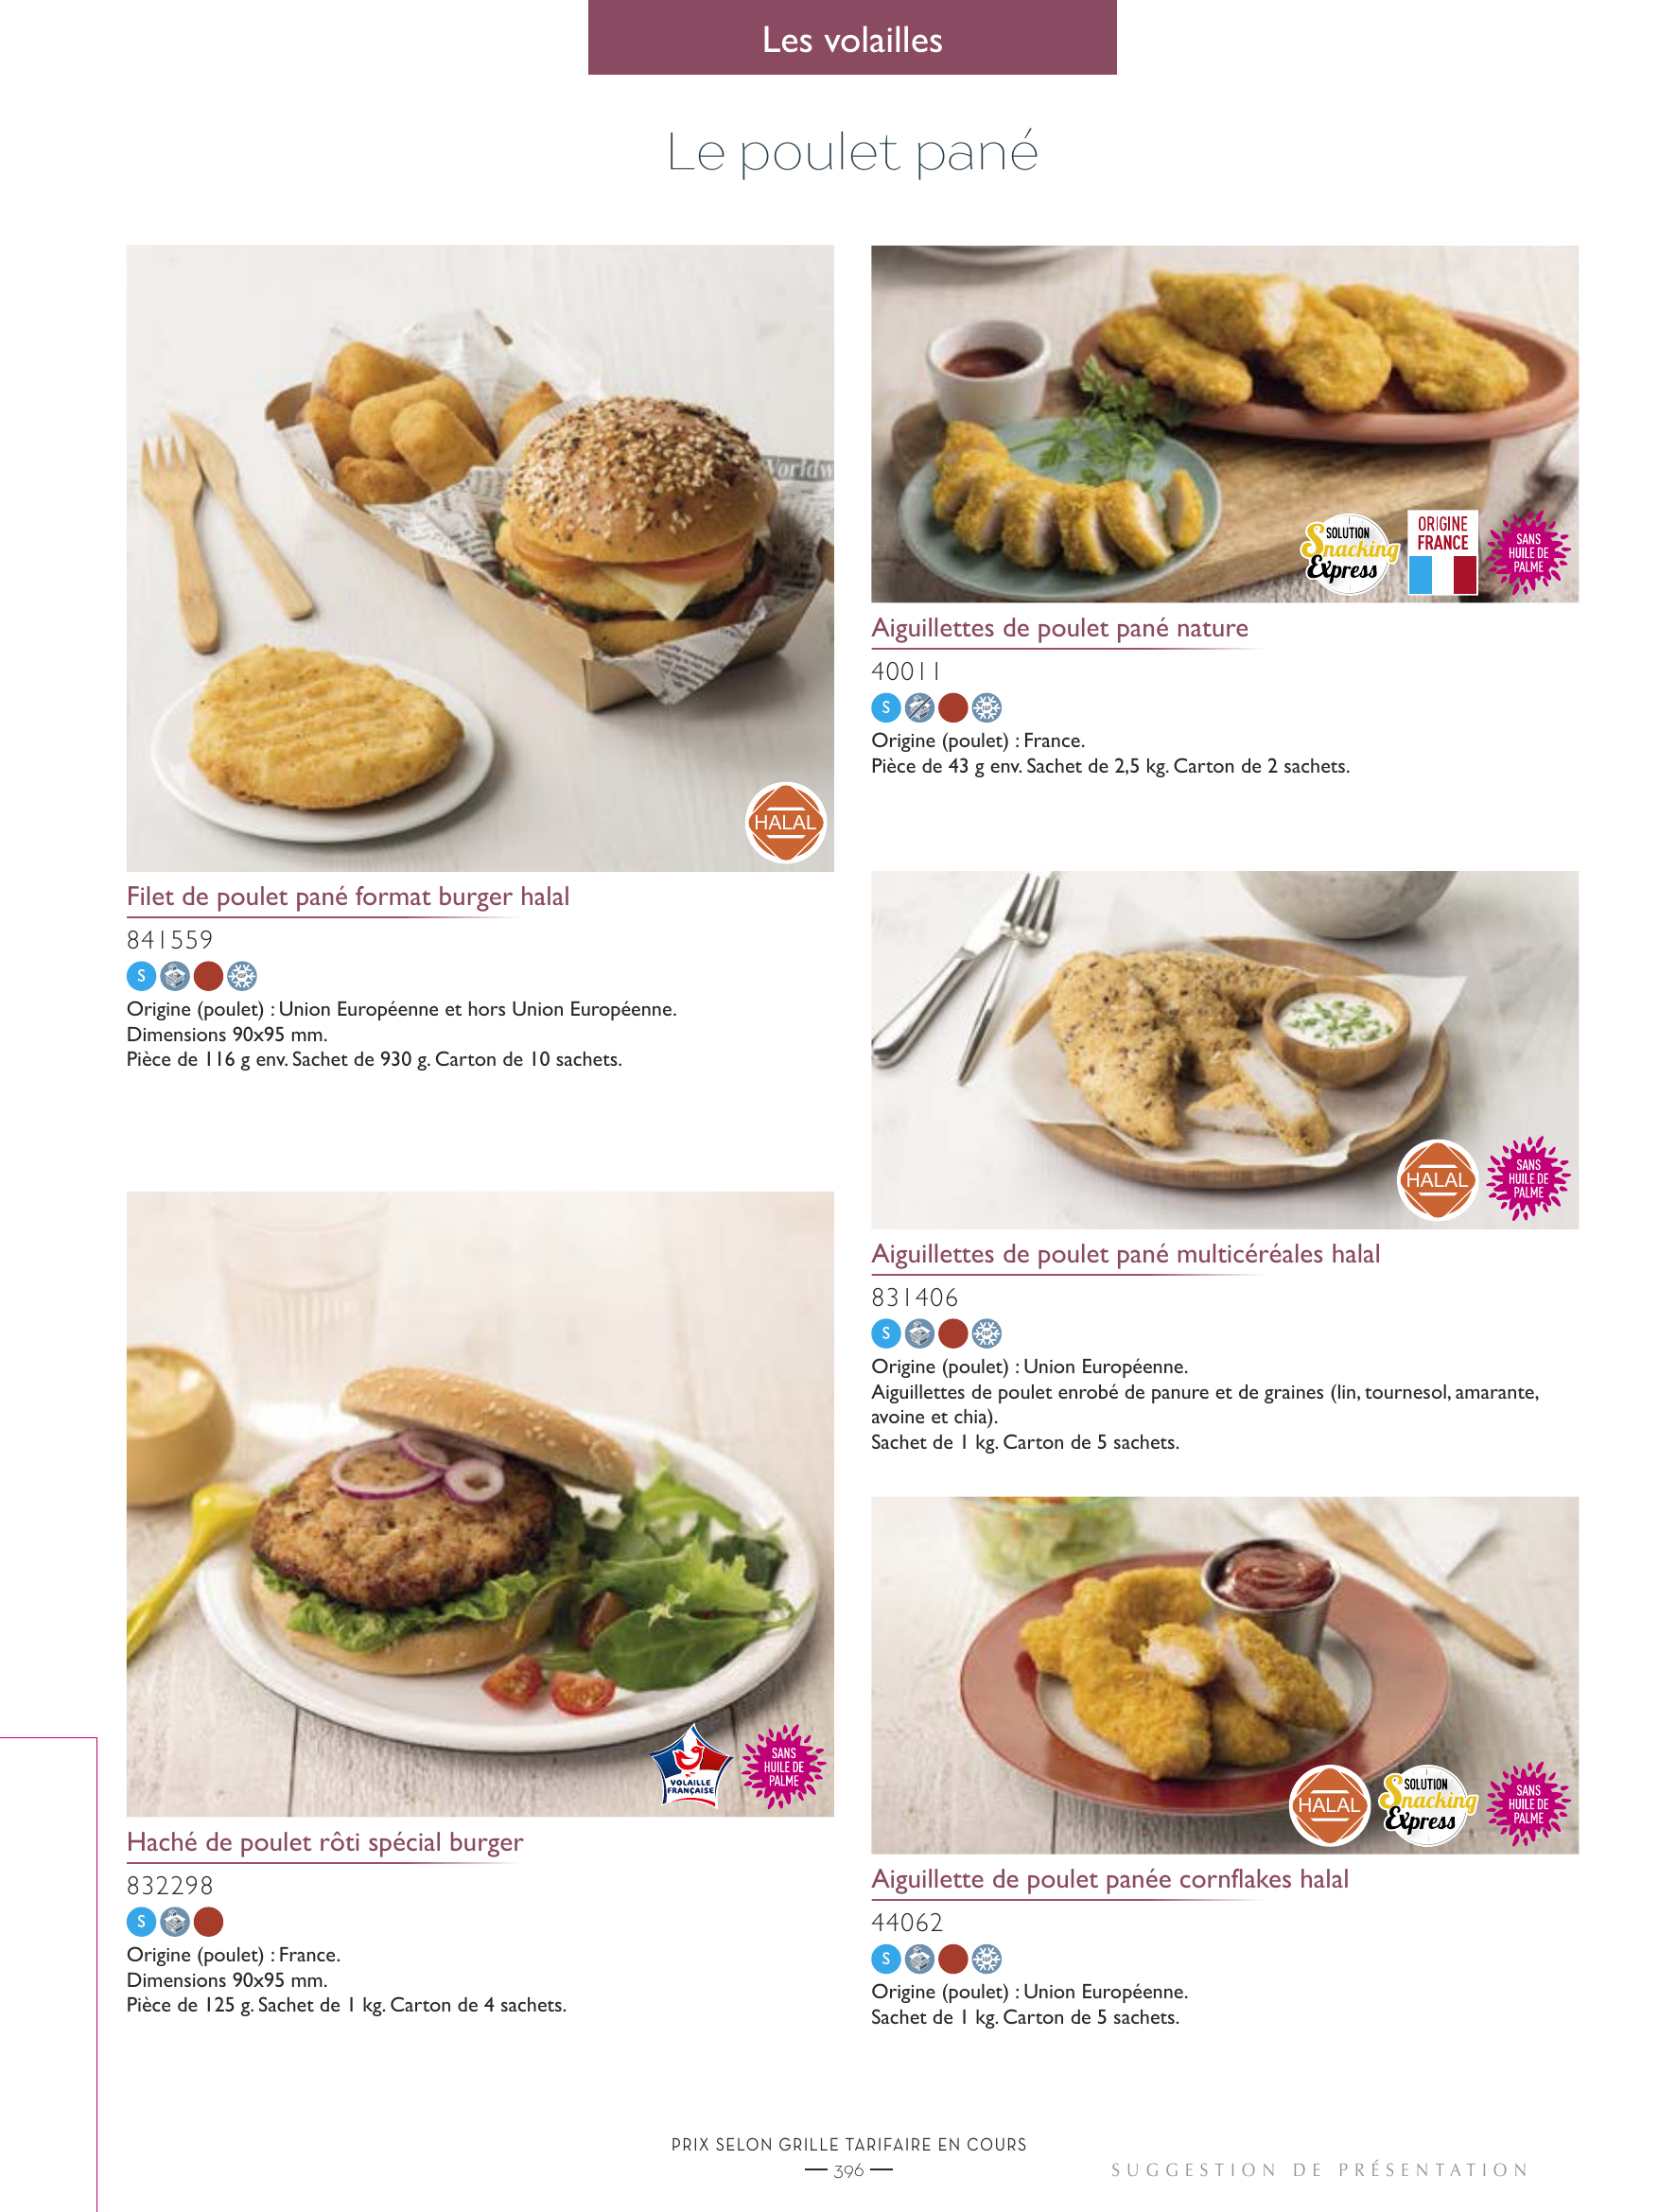 Les volailles
Le poulet pané
Worldw
HALAL
Filet de poulet pané format burger halal
841559
S
Origine (poulet) : Union Européenne et hors Union Européenne.
Dimensions 90x95 mm.
Pièce de 116 g env. Sachet de 930 g. Carton de 10 sachets.
VOLAILLE
FRANÇAISE
SANS
HUILE DE
PALME
Haché de poulet rôti spécial burger
832298
S
Origine (poulet) : France.
Dimensions 90x95 mm.
Pièce de 125 g. Sachet de 1 kg. Carton de 4 sachets.
SOLUTION
Snacking
Express
ORIGINE
FRANCE
SANS
HUILE DE
PALME
Aiguillettes de poulet pané nature
40011
S
Origine (poulet) : France.
Pièce de 43 g env. Sachet de 2,5 kg. Carton de 2 sachets.
HALAL
SANS
HUILE DE
PALME
Aiguillettes de poulet pané multicéréales halal
831406
S
Origine (poulet) : Union Européenne.
Aiguillettes de poulet enrobé de panure et de graines (lin, tournesol, amarante,
avoine et chia).
Sachet de 1 kg. Carton de 5 sachets.
HALAL
SOLUTION
Snacking
Express
SANS
HUILE DE
PALME
Aiguillette de poulet panée cornflakes halal
44062
S
Origine (poulet) : Union Européenne.
Sachet de 1 kg. Carton de 5 sachets.
PRIX SELON GRILLE TARIFAIRE EN COURS
396
SUGGESTION DE PRÉSENTATION